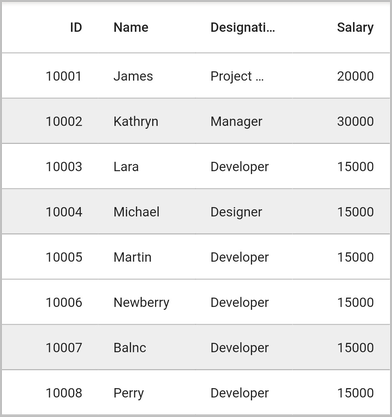 ID Name Designati... Salary
10001 James Project ... 20000
10002 Kathryn Manager 30000
10003 Lara Developer 15000
10004 Michael Designer 15000
10005 Martin Developer 15000
10006 Newberry Developer 15000
10007 Balnc Developer 15000
10008 Perry Developer 15000